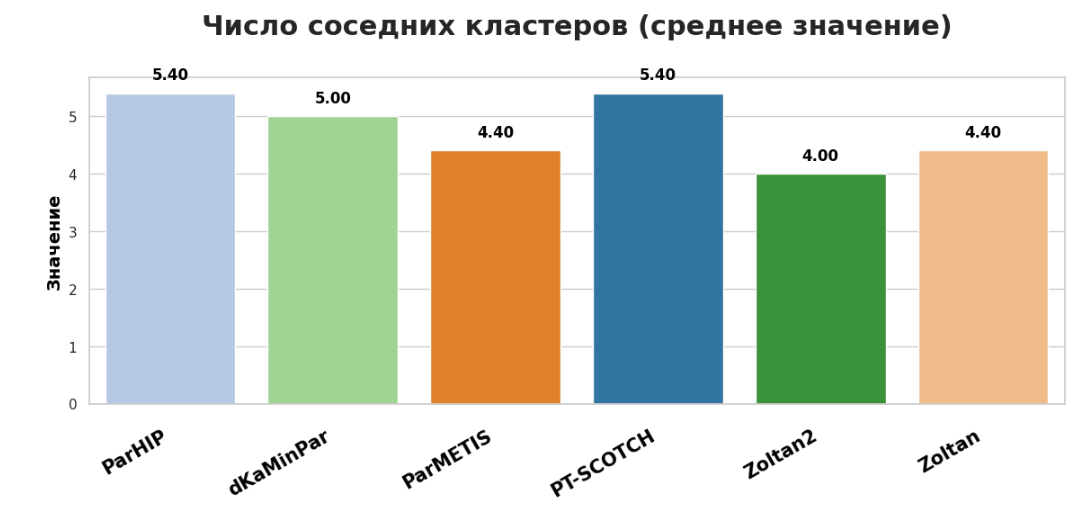 Число соседних кластеров (среднее значение)
5.40
5.00
4.40
5.40
4.00
4.40
Значение
5
4
3
2
1
0
ParHIP
dKaMinPar
ParMETIS
PT-SCOTCH
Zoltan2
Zoltan